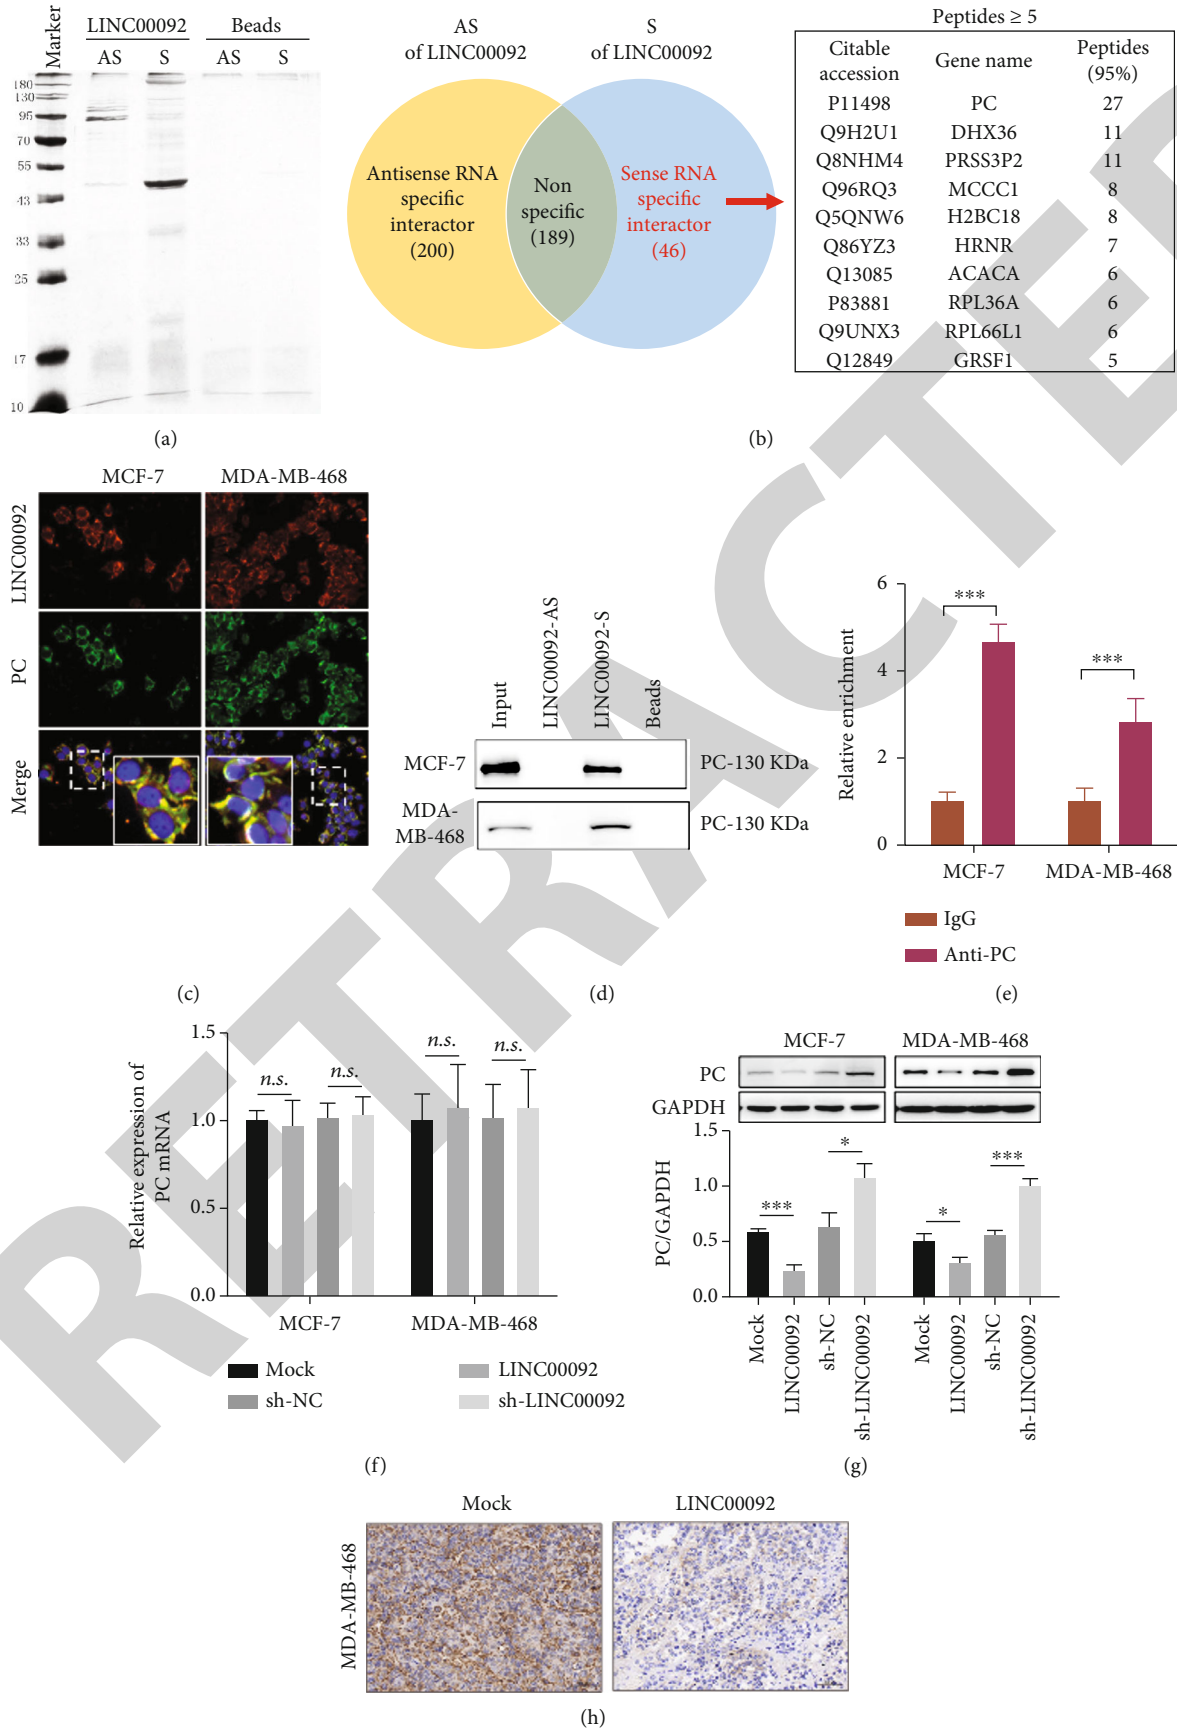 Marker
LINC00092
Beads
AS S AS S
180
130
95
70
55
43
33
25
17
10
(a)
AS
of LINC00092
S
of LINC00092
Antisense RNA
specific
interactor
(200)
Non
specific
(189)
Sense RNA
specific
interactor
(46)
Peptides ≥ 5
Citable accession Gene name Peptides (95%)
P11498 PC 27
Q9H2U1 DHX36 11
Q8NHM4 PRSS3P2 11
Q96RQ3 MCCC1 8
Q5QNW6 H2BC18 8
Q86YZ3 HRNR 7
Q13085 ACACA 6
P83881 RPL36A 6
Q9UNX3 RPL66L1 6
Q12849 GRSF1 5
(b)
MCF-7 MDA-MB-468
LINC00092
PC
Merge
(c)
Input
LINC00092-AS
LINC00092-S
Beads
MCF-7
PC-130 KDa
MDA-
MB-468
PC-130 KDa
(d)
Relative enrichment
6
4
2
0
***
***
MCF-7 MDA-MB-468
IgG
Anti-PC
(e)
Relative expression of
PC mRNA
1.5
1.0
0.5
0.0
n.s.
n.s.
n.s.
n.s.
MCF-7 MDA-MB-468
Mock LINC00092
sh-NC sh-LINC00092
(f)
MCF-7 MDA-MB-468
PC
GAPDH
PC/GAPDH
1.5
1.0
0.5
0.0
***
*
*
***
Mock
LINC00092
sh-NC
sh-LINC00092
Mock
LINC00092
sh-NC
sh-LINC00092
(g)
Mock LINC00092
MDA-MB-468
(h)
RETRACTED